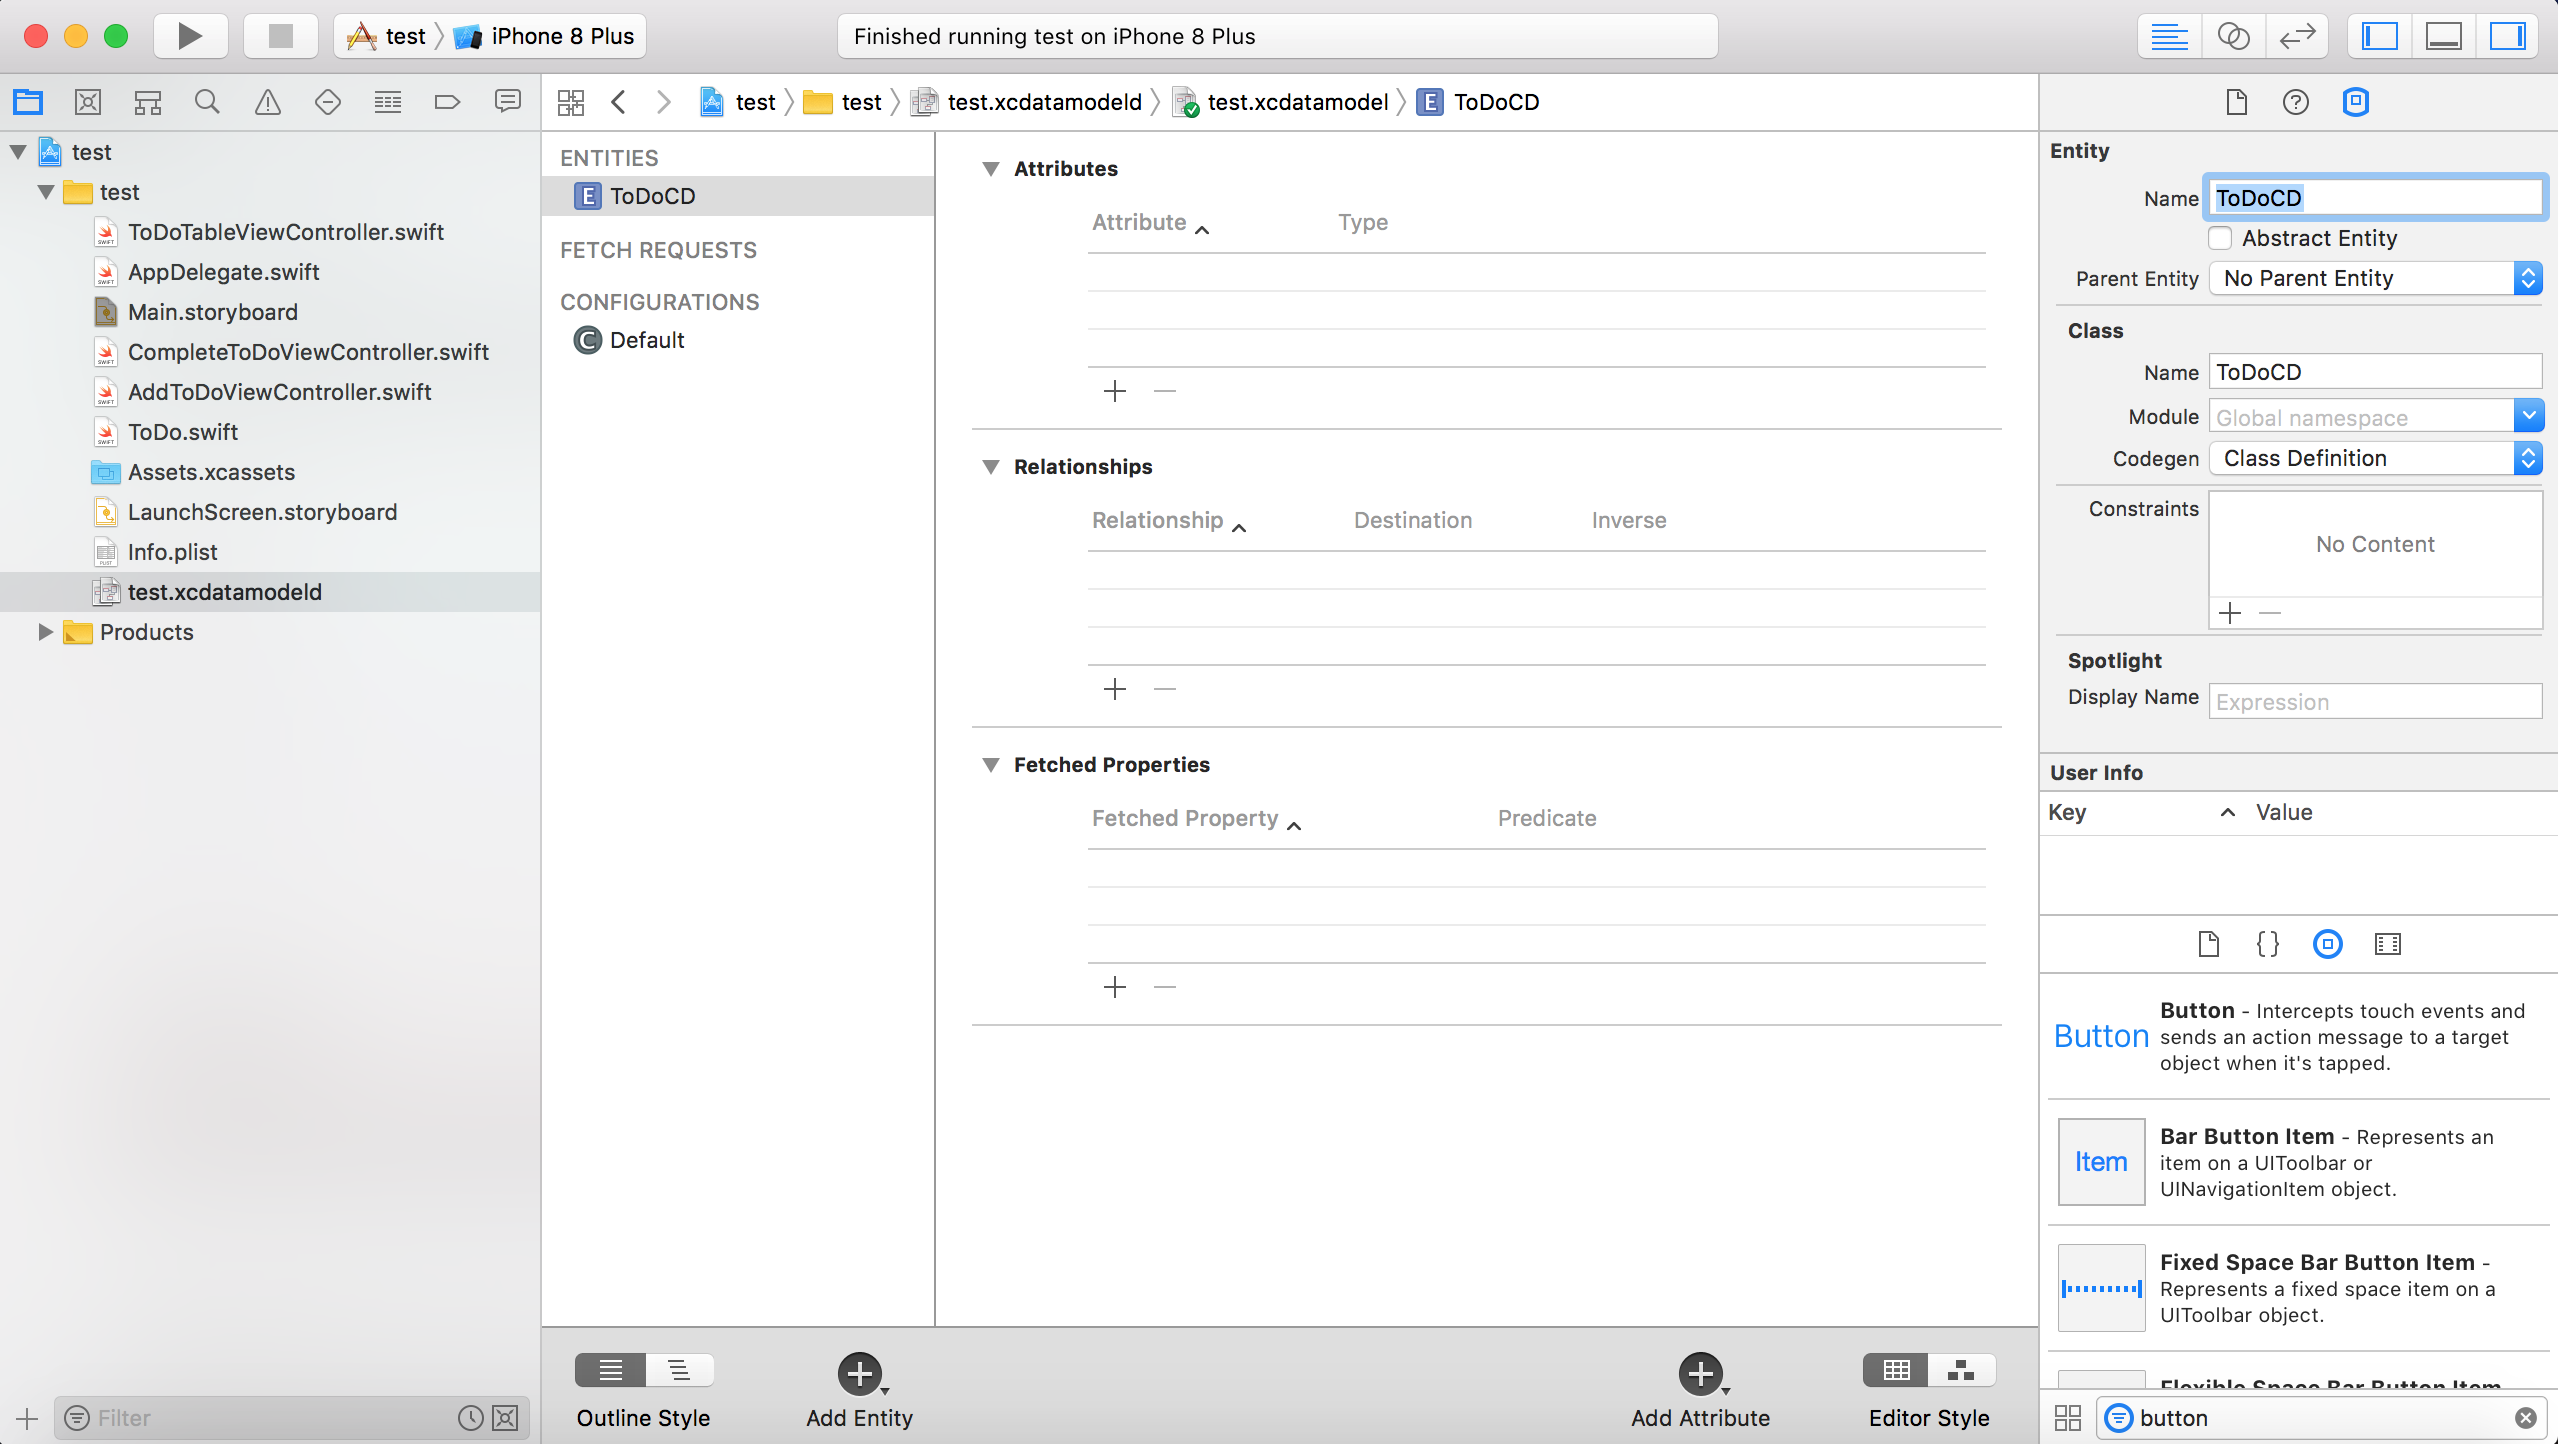 test
iPhone 8 Plus
Finished running test on iPhone 8 Plus
test
test
ToDoTableViewController.swift
AppDelegate.swift
Main.storyboard
CompleteToDoViewController.swift
AddToDoViewController.swift
ToDo.swift
Assets.xcassets
LaunchScreen.storyboard
Info.plist
test.xcdatamodeld
Products
Filter
test
test
test.xcdatamodeld
test.xcdatamodel
E ToDoCD
ENTITIES
E ToDoCD
FETCH REQUESTS
CONFIGURATIONS
C Default
Attributes
Attribute Type
Relationships
Relationship Destination Inverse
Fetched Properties
Fetched Property Predicate
Outline Style
Add Entity
Add Attribute
Editor Style
Entity
Name ToDoCD
Abstract Entity
Parent Entity No Parent Entity
Class
Name ToDoCD
Module Global namespace
Codegen Class Definition
Constraints
No Content
Spotlight
Display Name Expression
User Info
Key Value
Button
Button - Intercepts touch events and
sends an action message to a target
object when it's tapped.
Item
Bar Button Item - Represents an
item on a UIToolbar or
UINavigationItem object.
Fixed Space Bar Button Item -
Represents a fixed space item on a
UIToolbar object.
Flexible Space Bar Button Item
button